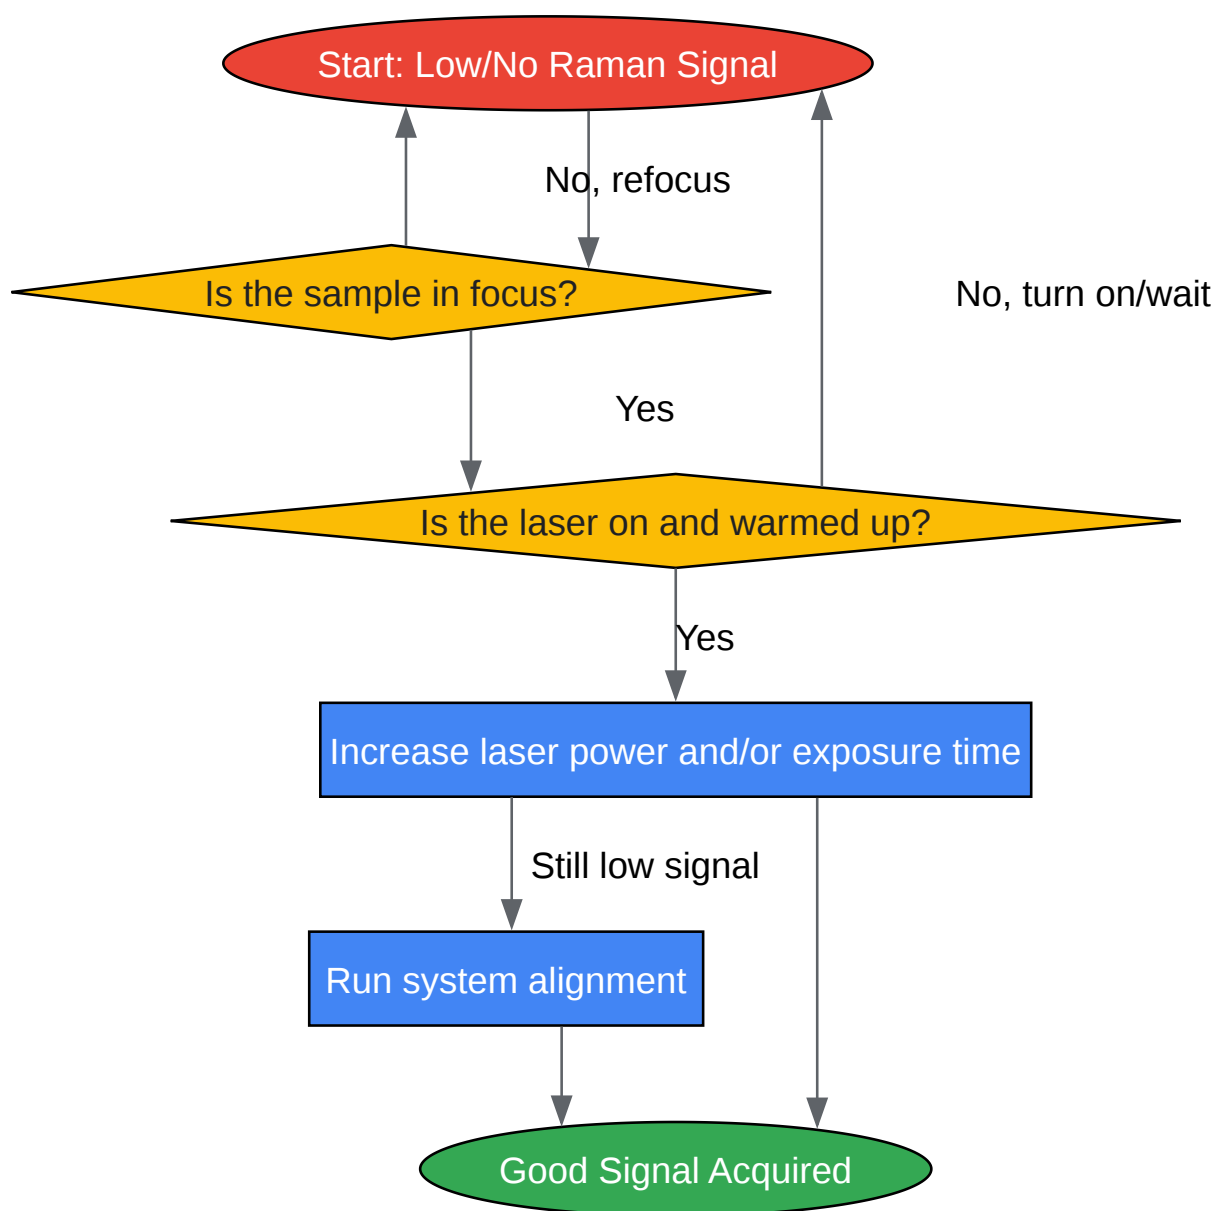 Start: Low/No Raman Signal
No, refocus
Is the sample in focus?
No, turn on/wait
Yes
Is the laser on and warmed up?
Yes
Increase laser power and/or exposure time
Still low signal
Run system alignment
Good Signal Acquired